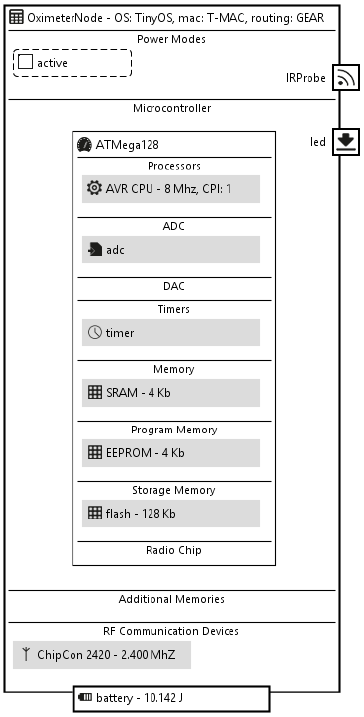 OximeterNode - OS: TinyOS, mac: T-MAC, routing: GEAR
Power Modes
active
IRProbe
Microcontroller
led
ATMega128
Processors
AVR CPU - 8 Mhz, CPI: 1
ADC
adc
DAC
Timers
timer
Memory
SRAM - 4 Kb
Program Memory
EEPROM - 4 Kb
Storage Memory
flash - 128 Kb
Radio Chip
Additional Memories
RF Communication Devices
ChipCon 2420 - 2.400 MhZ
battery - 10.142 J